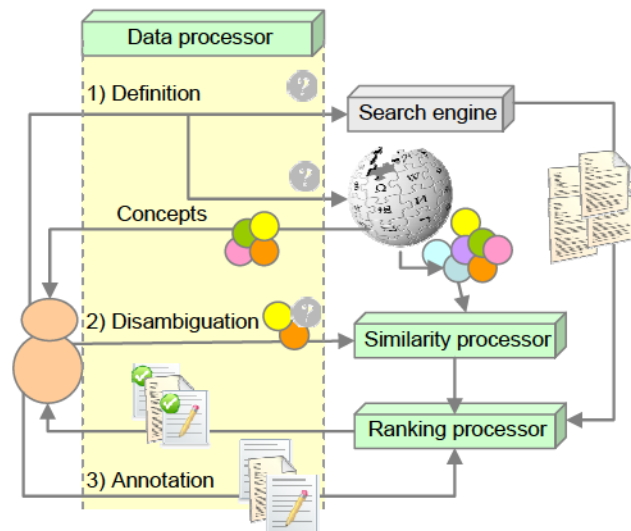 Data processor
1) Definition
Search engine
Concepts
2) Disambiguation
Similarity processor
Ranking processor
3) Annotation